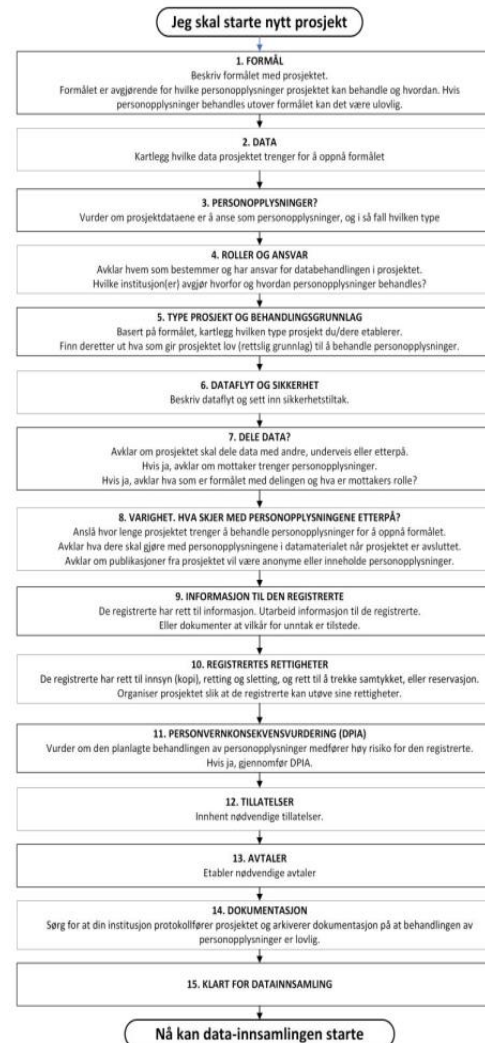 Jeg skal starte nytt prosjekt
1. FORMÅL
Beskriv formålet med prosjektet.
Formålet er avgjørende for hvilke personopplysninger prosjektet kan behandle og hvordan. Hvis
personopplysninger behandles utover formålet kan det være ulovlig.
2. DATA
Kartlegg hvilke data prosjektet trenger for å oppnå formålet
3. PERSONOPPLYSNINGER?
Vurder om prosjektdataene er å anse som personopplysninger, og i så fall hvilken type
4. ROLLER OG ANSVAR
Avklar hvem som bestemmer og har ansvar for databehandlingen i prosjektet.
Hvilke institusjon(er) avgjør hvorfor og hvordan personopplysninger behandles?
5. TYPE PROSJEKT OG BEHANDLINGSGRUNNLAG
Basert på formålet, kartlegg hvilken type prosjekt du/dere etablerer.
Finn deretter ut hva som gir prosjektet lov (rettslig grunnlag) til å behandle personopplysninger.
6. DATAFLYT OG SIKKERHET
Beskriv dataflyt og sett inn sikkerhetstiltak.
7. DELE DATA?
Avklar om prosjektet skal dele data med andre, underveis eller etterpå.
Hvis ja, avklar om mottaker trenger personopplysninger.
Hvis ja, avklar hva som er formålet med delingen og hva er mottakers rolle?
8. VARIGHET. HVA SKJER MED PERSONOPPLYSNINGENE ETTERPÅ?
Anslå hvor lenge prosjektet trenger å behandle personopplysninger for å oppnå formålet.
Avklar hva dere skal gjøre med personopplysningene i datamaterialet når prosjektet er avsluttet.
Avklar om publikasjoner fra prosjektet vil være anonyme eller inneholde personopplysninger.
9. INFORMASJON TIL DEN REGISTRERTE
De registrerte har rett til informasjon. Utarbeid informasjon til de registrerte.
Eller dokumenter at vilkår for unntak er tilstede.
10. REGISTRERTES RETTIGHETER
De registrerte har rett til innsyn (kopi), retting og sletting, og rett til å trekke samtykket, eller reservasjon.
Organiser prosjektet slik at de registrerte kan utøve sine rettigheter.
11. PERSONVERNKONSEKVENSVURDERING (DPIA)
Vurder om den planlagte behandlingen av personopplysninger medfører høy risiko for den registrerte.
Hvis ja, gjennomfør DPIA.
12. TILLATELSER
Innhent nødvendige tillatelser.
13. AVTALER
Etabler nødvendige avtaler
14. DOKUMENTASJON
Sørg for at din institusjon protokollfører prosjektet og arkiverer dokumentasjon på at behandlingen av
personopplysninger er lovlig.
15. KLART FOR DATAINNSAMLING
Nå kan data-innsamlingen starte